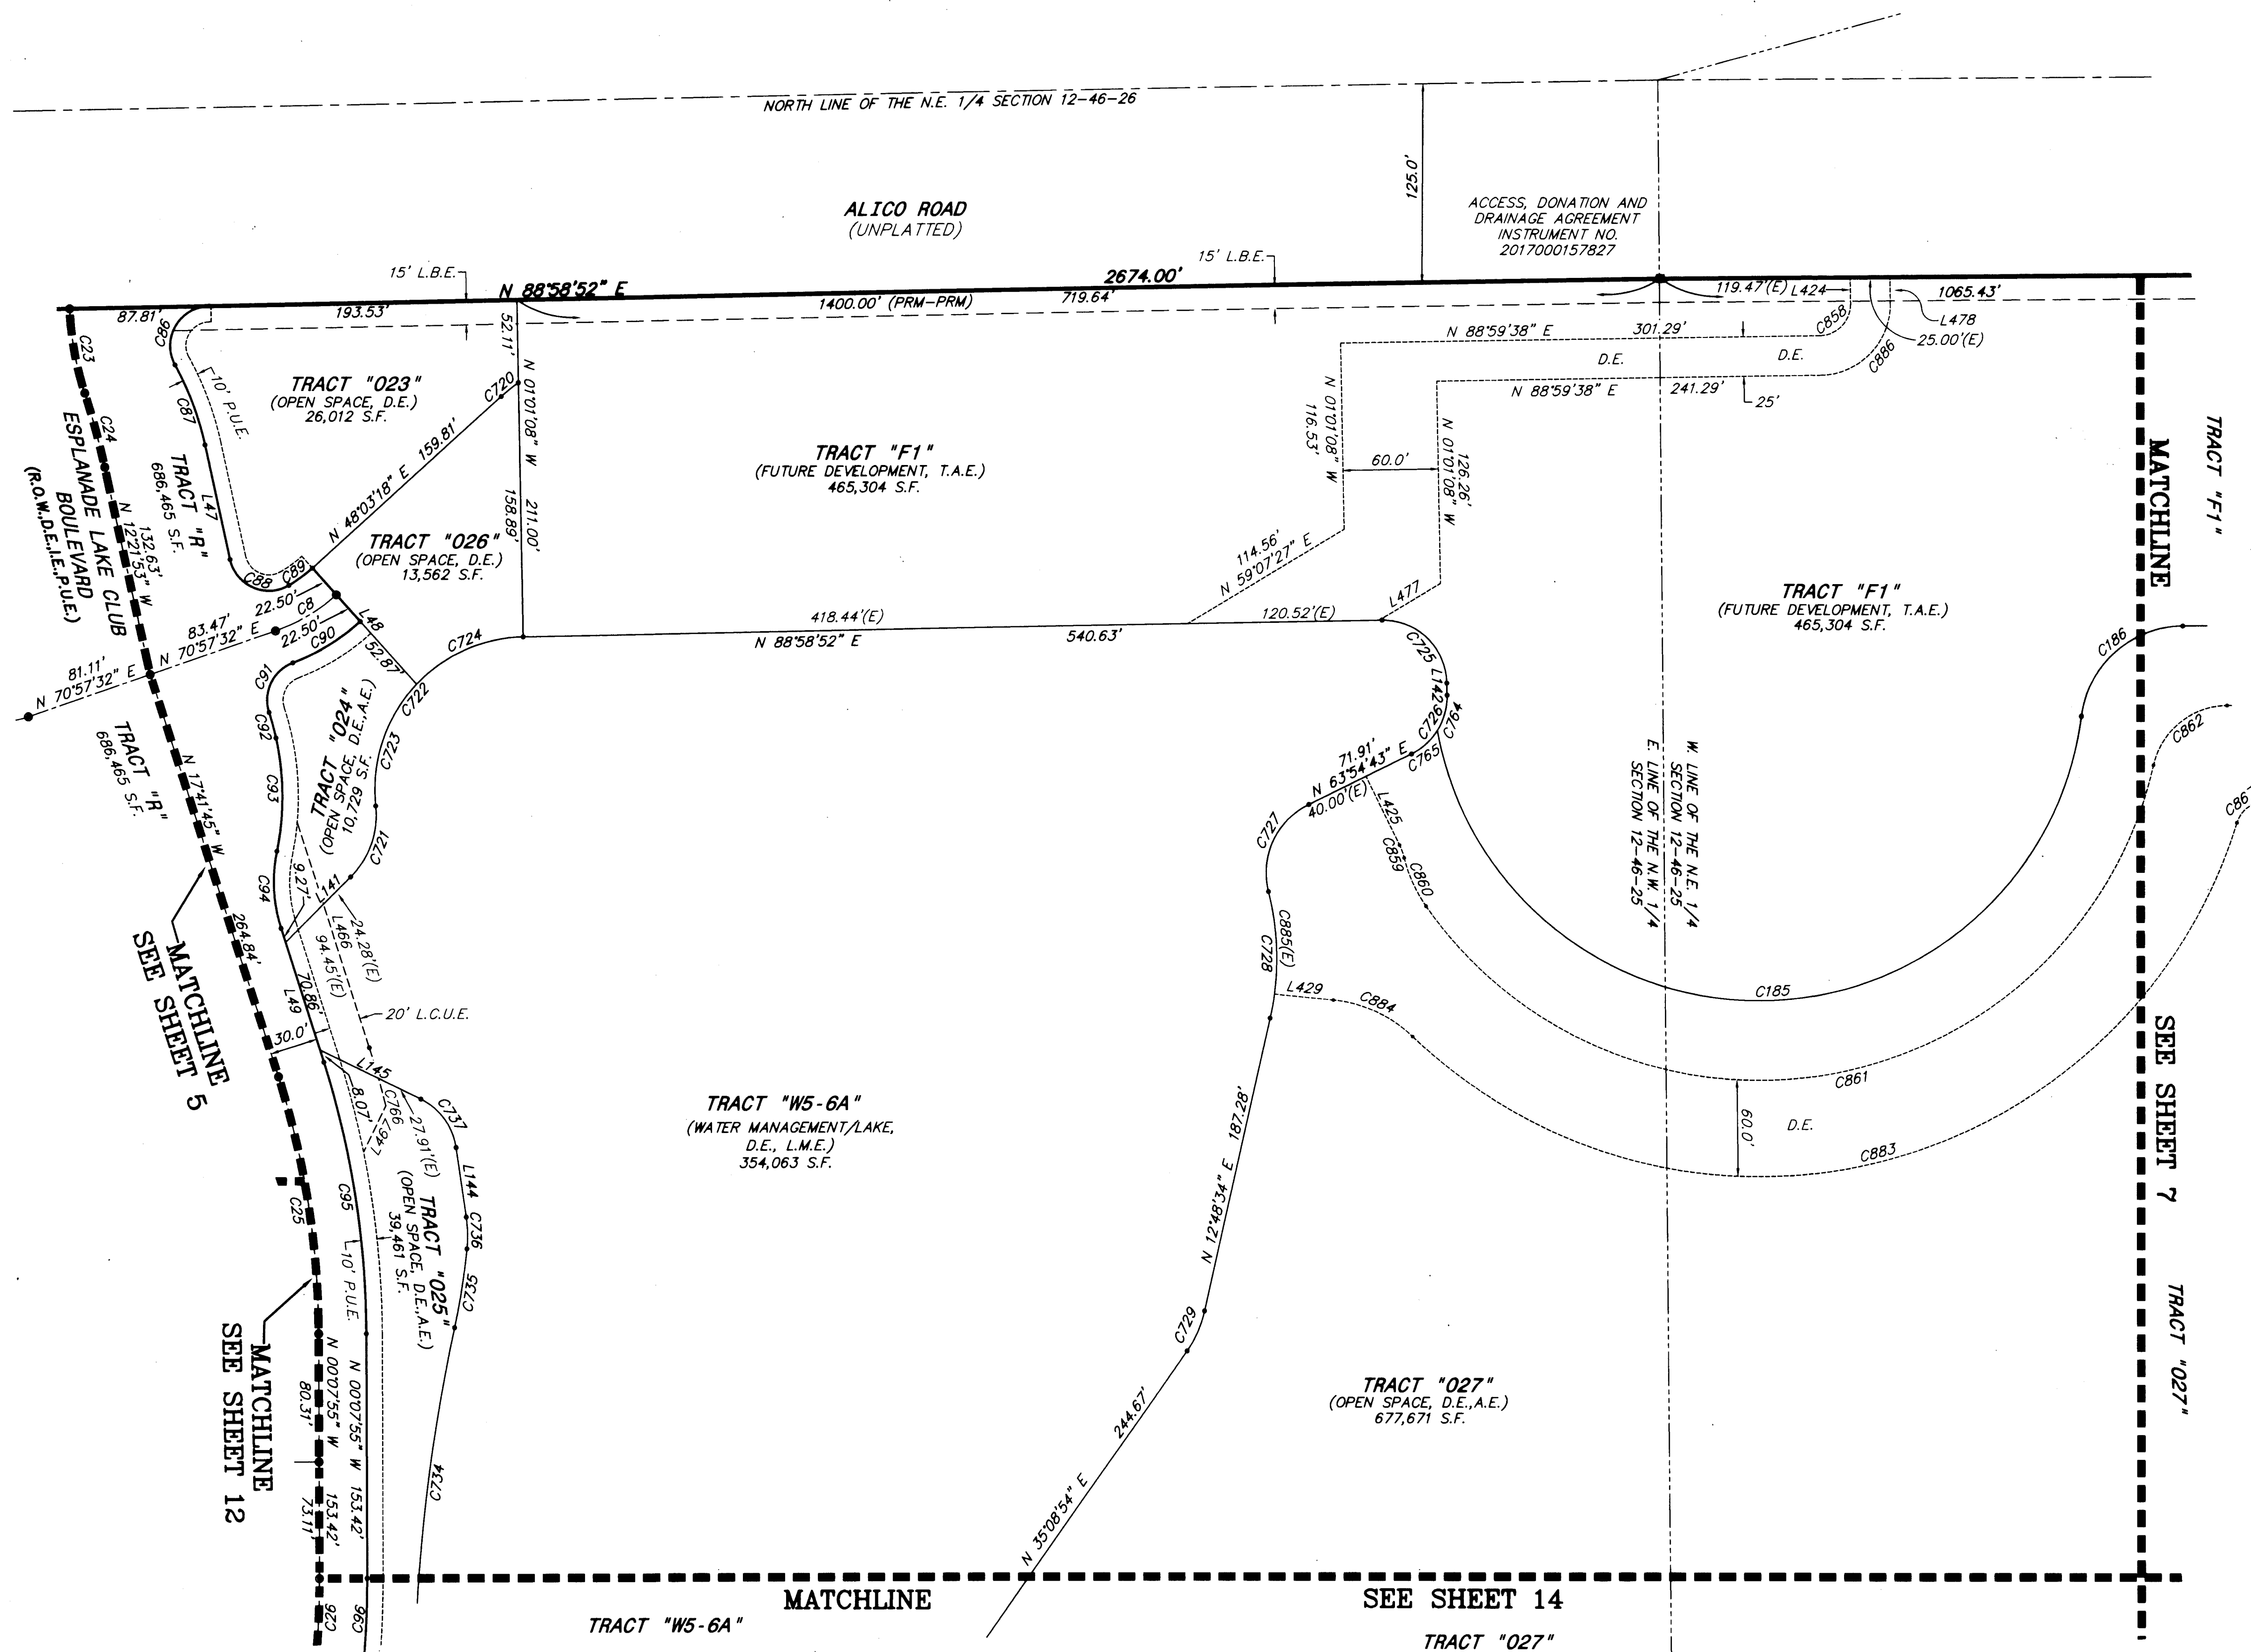 NORTH LINE OF THE N.E. 1/4 SECTION 12-46-26
125.0'
ALICO ROAD
(UNPLATTED)
ACCESS, DONATION AND
DRAINAGE AGREEMENT
INSTRUMENT NO.
2017000157827
15' L.B.E.
15' L.B.E.
N 88°58'52" E
2674.00'
87.81'
193.53'
1400.00' (PRM-PRM)
719.64'
119.47'(E)
L424
1065.43'
L478
25.00'(E)
C23
C86
52.11'
N 88°59'38" E
301.29'
C858
C886
D.E.
D.E.
N 88°59'38" E
241.29'
25'
TRACT "O23"
(OPEN SPACE, D.E.)
26,012 S.F.
C720
C87
10' P.U.E.
C24
N 01°01'08" W
211.00'
158.89'
N 01°01'08" W
116.53'
60.0'
126.26'
N 01°01'08" W
TRACT "F1"
MATCHLINE
ESPLANADE LAKE CLUB
BOULEVARD
(R.O.W.,D.E.,I.E.,P.U.E.)
TRACT "R"
686,465 S.F.
L47
N 48°03'18" E 159.81'
TRACT "F1"
(FUTURE DEVELOPMENT, T.A.E.)
465,304 S.F.
132.63'
N 12°21'53" W
TRACT "O26"
(OPEN SPACE, D.E.)
13,562 S.F.
114.56'
N 59°07'27" E
L477
TRACT "F1"
(FUTURE DEVELOPMENT, T.A.E.)
465,304 S.F.
C88
C89
22.50'
C8
22.50'
L48
C90
83.47'
N 70°57'32" E
81.11'
N 70°57'32" E
52.87'
C724
418.44'(E)
120.52'(E)
N 88°58'52" E
540.63'
C725
C186
C91
C722
L142
C92
C726
C764
C765
C862
TRACT "R"
686,465 S.F.
N 17°41'45" W
264.84'
C93
TRACT "O24"
(OPEN SPACE, D.E.,A.E.)
10,729 S.F.
C723
71.91'
N 63°54'43" E
40.00'(E)
W. LINE OF THE N.E. 1/4
SECTION 12-46-25
E. LINE OF THE N.W. 1/4
SECTION 12-46-25
L425
C727
C859
C860
C721
C94
9.27'
L141
24.28'(E)
L466
94.45'(E)
C885(E)
C728
L429
C884
C185
MATCHLINE
SEE SHEET 5
70.86'
L49
20' L.C.U.E.
30.0'
L145
C861
SEE SHEET 7
C766
8.07'
L467
27.91'(E)
C737
TRACT "W5-6A"
(WATER MANAGEMENT/LAKE,
D.E., L.M.E.)
354,063 S.F.
60.0'
D.E.
C883
L144
C95
C25
C736
TRACT "O25"
(OPEN SPACE, D.E.,A.E.)
39,461 S.F.
C735
10' P.U.E.
N 12°48'34" E 187.28'
C729
TRACT "O27"
MATCHLINE
SEE SHEET 12
N 00°07'55" W 153.42'
80.31'
73.11'
N 00°07'55" W 153.42'
TRACT "O27"
(OPEN SPACE, D.E.,A.E.)
677,671 S.F.
C734
244.67'
N 35°08'54" E
MATCHLINE
SEE SHEET 14
C26
C96
TRACT "W5-6A"
TRACT "O27"